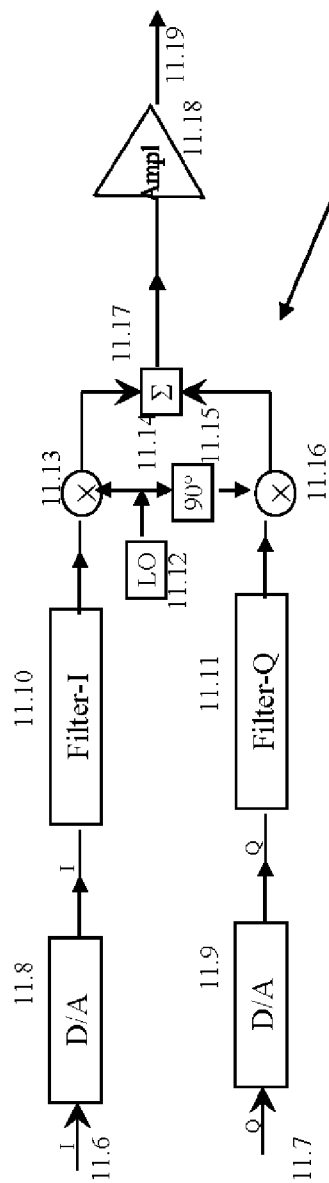 I
11.6
11.8
D/A
I
11.10
Filter-I
11.13
X
LO
11.12
11.14
Σ
11.17
Ampl
11.18
11.19
Q
11.7
11.9
D/A
Q
11.11
Filter-Q
90°
11.15
X
11.16